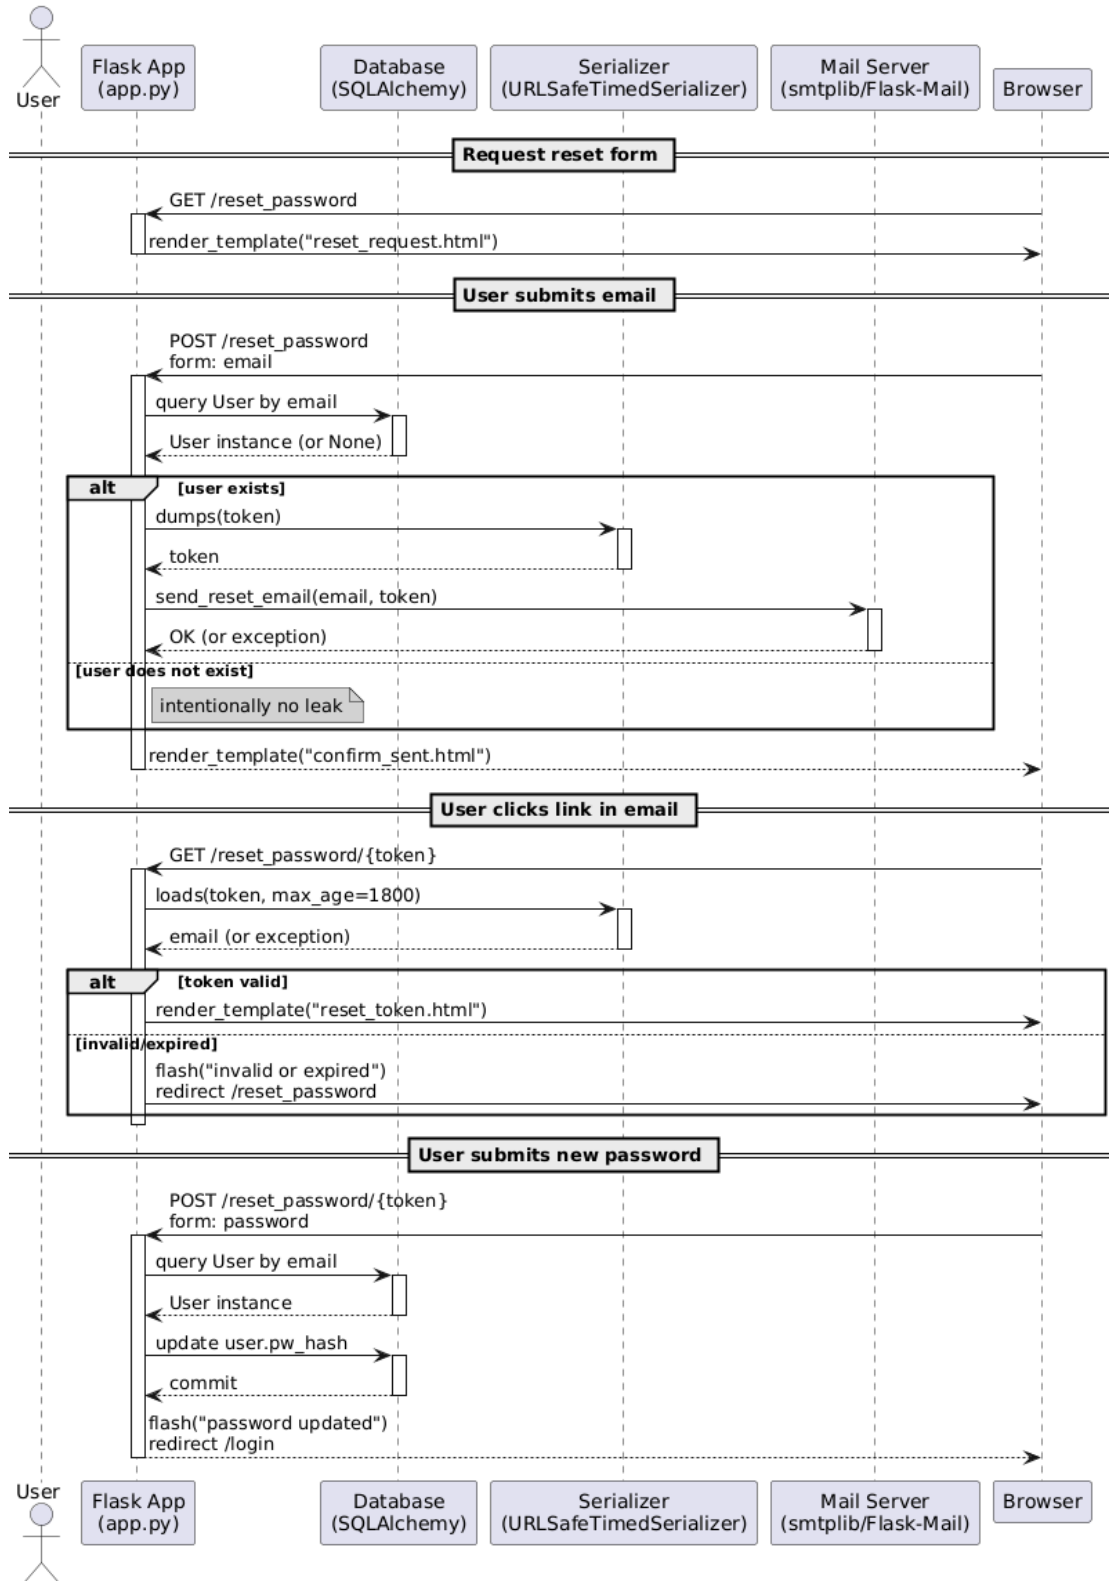 User
Flask App
(app.py)
Database
(SQLAlchemy)
Serializer
(URLSafeTimedSerializer)
Mail Server
(smtplib/Flask-Mail)
Browser
Request reset form
GET /reset_password
render_template("reset_request.html")
User submits email
POST /reset_password
form: email
query User by email
User instance (or None)
alt
[user exists]
dumps(token)
token
send_reset_email(email, token)
OK (or exception)
[user does not exist]
intentionally no leak
render_template("confirm_sent.html")
User clicks link in email
GET /reset_password/{token}
loads(token, max_age=1800)
email (or exception)
alt
[token valid]
render_template("reset_token.html")
[invalid/expired]
flash("invalid or expired")
redirect /reset_password
User submits new password
POST /reset_password/{token}
form: password
query User by email
User instance
update user.pw_hash
commit
flash("password updated")
redirect /login
User
Flask App
(app.py)
Database
(SQLAlchemy)
Serializer
(URLSafeTimedSerializer)
Mail Server
(smtplib/Flask-Mail)
Browser